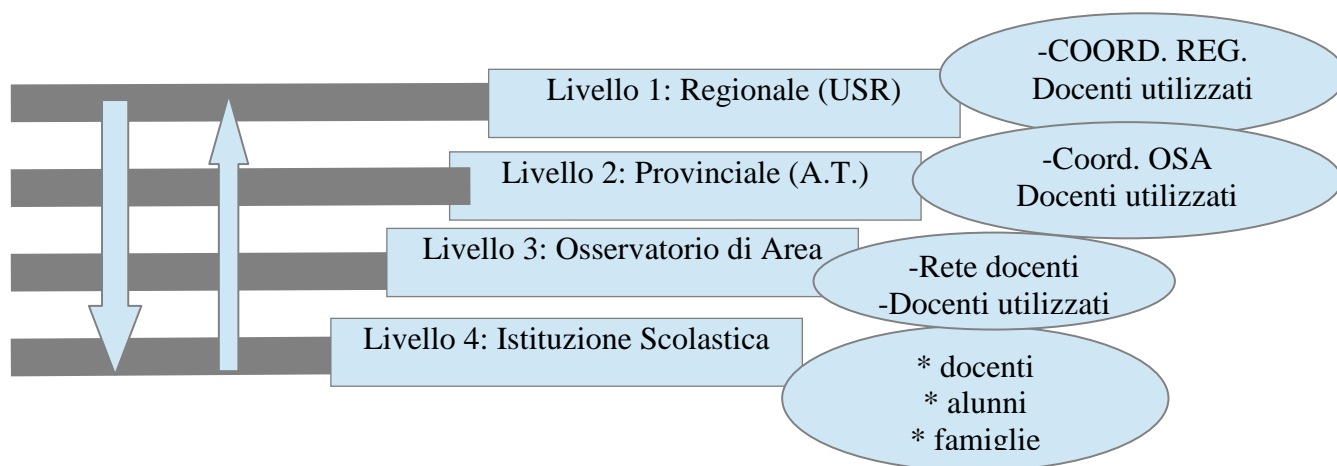 Livello 1: Regionale (USR)
-COORD. REG.
Docenti utilizzati
Livello 2: Provinciale (A.T.)
-Coord. OSA
Docenti utilizzati
Livello 3: Osservatorio di Area
-Rete docenti
-Docenti utilizzati
Livello 4: Istituzione Scolastica
* docenti
* alunni
* famiglie